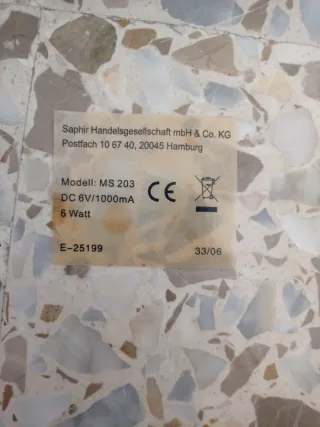 Saphir Handelsgesellschaft mbH & Co. KG
Postfach 10 67 40, 20045 Hamburg
Modell: MS 203
DC 6V/1000mA
6 Watt
CE
E-25199
33/06